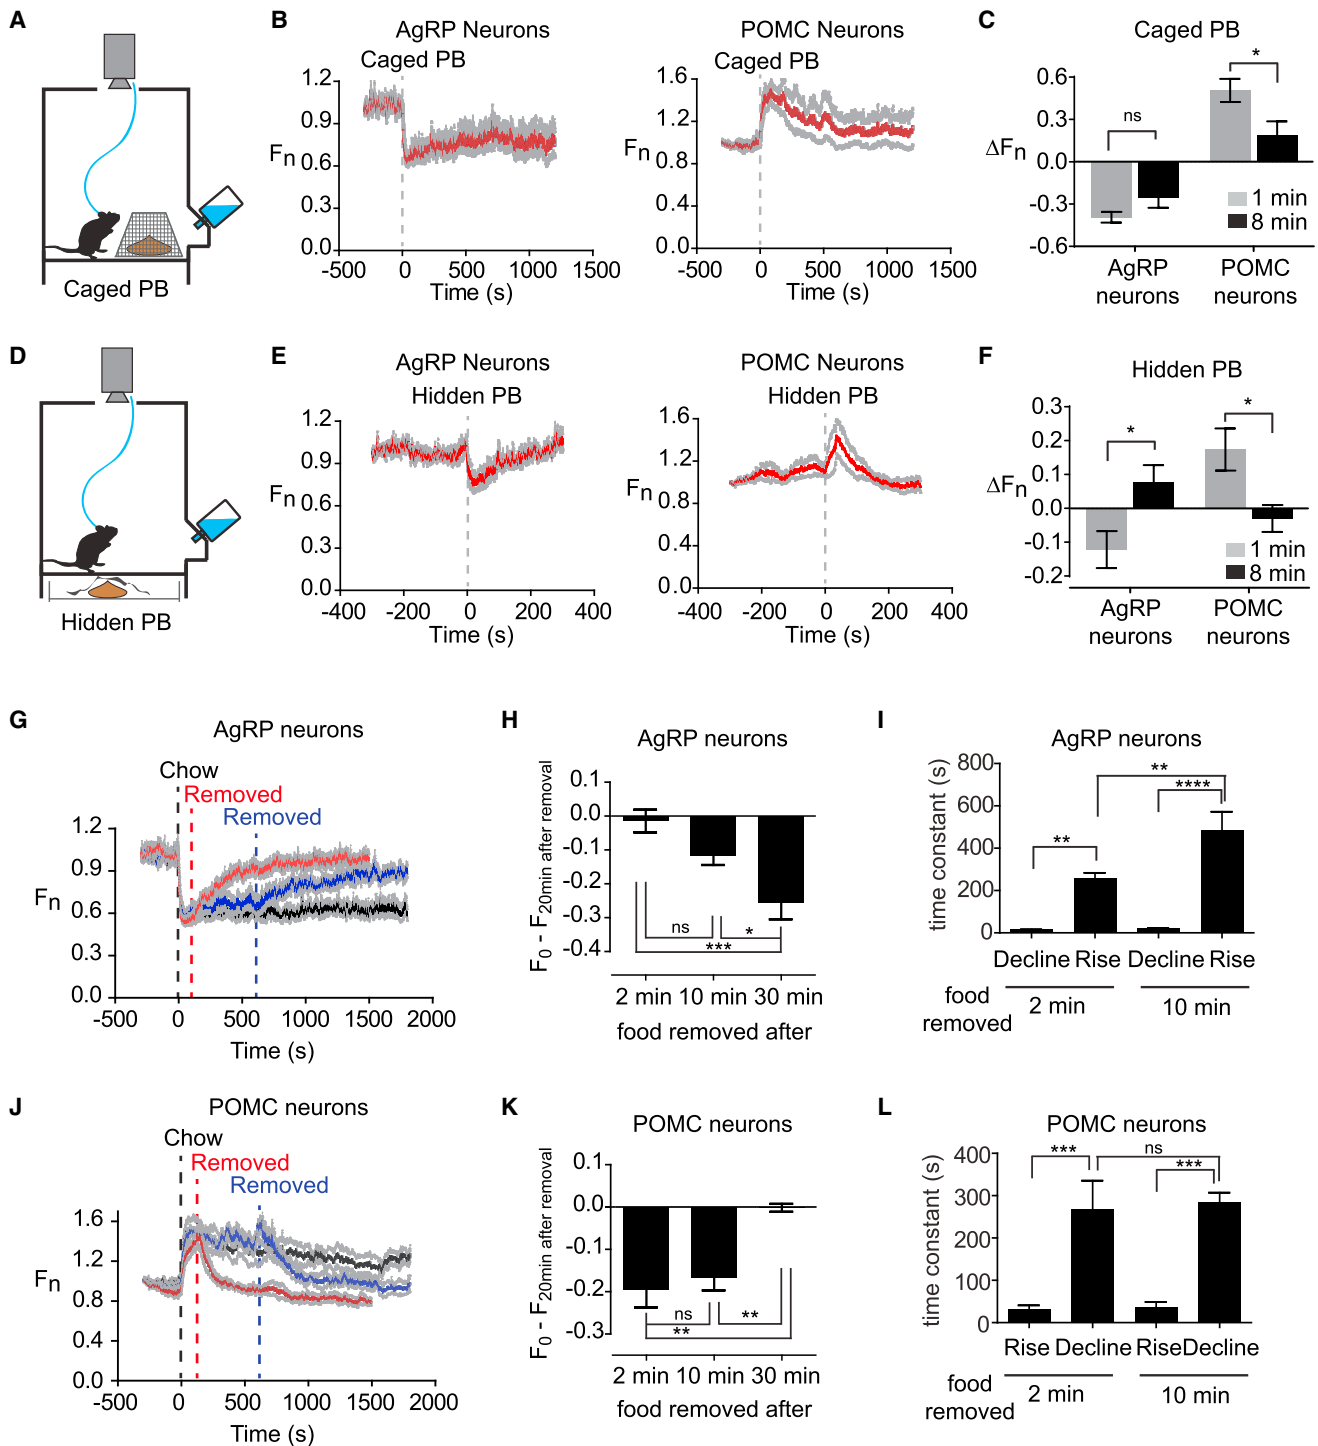 A
Caged PB
B
AgRP Neurons
Caged PB
1.2
0.9
0.6
0.3
0.0
Fn
-500 0 500 1000 1500
Time (s)
POMC Neurons
Caged PB
1.6
1.2
0.8
0.4
0.0
Fn
-500 0 500 1000 1500
Time (s)
C
Caged PB
0.6
0.3
0.0
-0.3
-0.6
ΔFn
ns
*
1 min
8 min
AgRP neurons
POMC neurons
D
Hidden PB
E
AgRP Neurons
Hidden PB
1.2
0.9
0.6
0.3
0.0
Fn
-400 -200 0 200 400
Time (s)
POMC Neurons
Hidden PB
1.6
1.2
0.8
0.4
0.0
Fn
-400 -200 0 200 400
Time (s)
F
Hidden PB
0.3
0.2
0.1
0.0
-0.1
-0.2
ΔFn
*
*
1 min
8 min
AgRP neurons
POMC neurons
G
AgRP neurons
Chow
Removed
Removed
1.2
0.9
0.6
0.3
0.0
Fn
-500 0 500 1000 1500 2000
Time (s)
H
AgRP neurons
F0 - F20min after removal
0.1
0.0
-0.1
-0.2
-0.3
-0.4
ns
*
***
2 min 10 min 30 min
food removed after
I
AgRP neurons
time constant (s)
800
600
400
200
0
**
**
****
Decline Rise Decline Rise
food removed
2 min
10 min
J
POMC neurons
Chow
Removed
Removed
1.6
1.2
0.8
0.4
0.0
Fn
-500 0 500 1000 1500 2000
Time (s)
K
POMC neurons
F0 - F20min after removal
0.1
0.0
-0.1
-0.2
-0.3
ns
**
**
2 min 10 min 30 min
food removed after
L
POMC neurons
time constant (s)
400
300
200
100
0
***
ns
***
Rise Decline Rise Decline
food removed
2 min
10 min